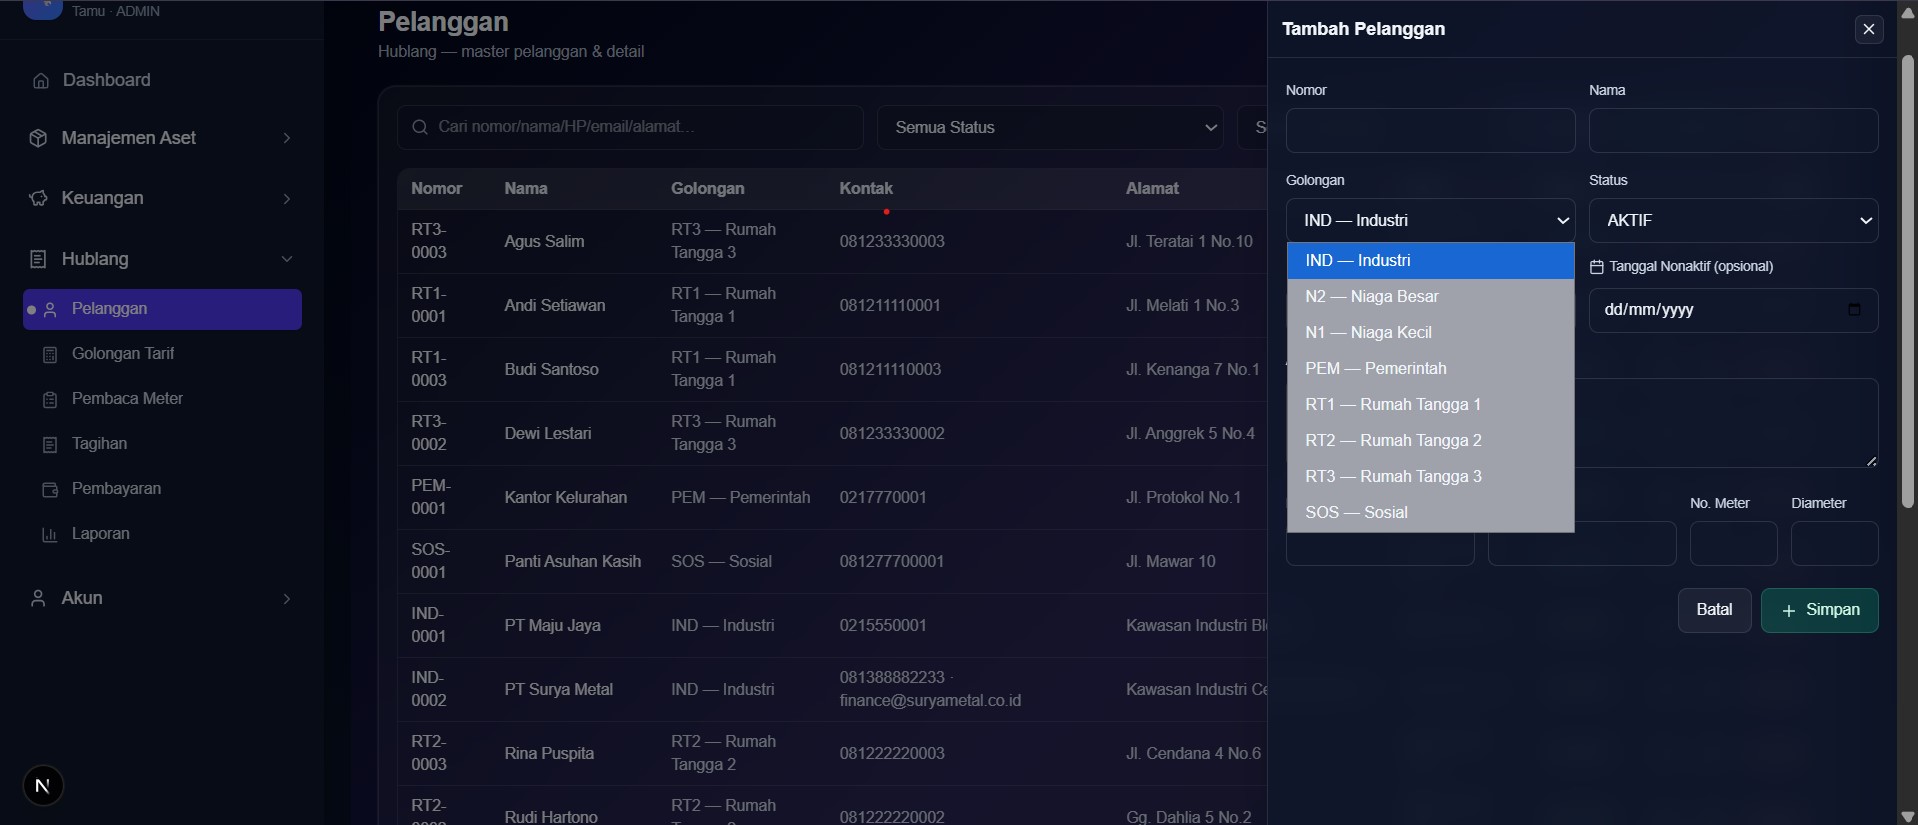 Tamu · ADMIN
Dashboard
Manajemen Aset
Keuangan
Hublang
Pelanggan
Golongan Tarif
Pembaca Meter
Tagihan
Pembayaran
Laporan
Akun
N
Pelanggan
Hublang — master pelanggan & detail
Cari nomor/nama/HP/email/alamat...
Semua Status
Nomor Nama Golongan Kontak Alamat
RT3-0003 Agus Salim RT3 — Rumah Tangga 3 081233330003 Jl. Teratai 1 No.10
RT1-0001 Andi Setiawan RT1 — Rumah Tangga 1 081211110001 Jl. Melati 1 No.3
RT1-0003 Budi Santoso RT1 — Rumah Tangga 1 081211110003 Jl. Kenanga 7 No.1
RT3-0002 Dewi Lestari RT3 — Rumah Tangga 3 081233330002 Jl. Anggrek 5 No.4
PEM-0001 Kantor Kelurahan PEM — Pemerintah 0217770001 Jl. Protokol No.1
SOS-0001 Panti Asuhan Kasih SOS — Sosial 081277700001 Jl. Mawar 10
IND-0001 PT Maju Jaya IND — Industri 0215550001 Kawasan Industri Bl
IND-0002 PT Surya Metal IND — Industri 081388882233 · finance@suryametal.co.id Kawasan Industri Ce
RT2-0003 Rina Puspita RT2 — Rumah Tangga 2 081222220003 Jl. Cendana 4 No.6
RT2- Rudi Hartono RT2 — Rumah 081222220002 Gg. Dahlia 5 No.2
Tambah Pelanggan
Nomor
Nama
Golongan
IND — Industri
Status
AKTIF
IND — Industri
N2 — Niaga Besar
N1 — Niaga Kecil
PEM — Pemerintah
RT1 — Rumah Tangga 1
RT2 — Rumah Tangga 2
RT3 — Rumah Tangga 3
SOS — Sosial
Tanggal Nonaktif (opsional)
dd/mm/yyyy
No. Meter
Diameter
Batal
+ Simpan